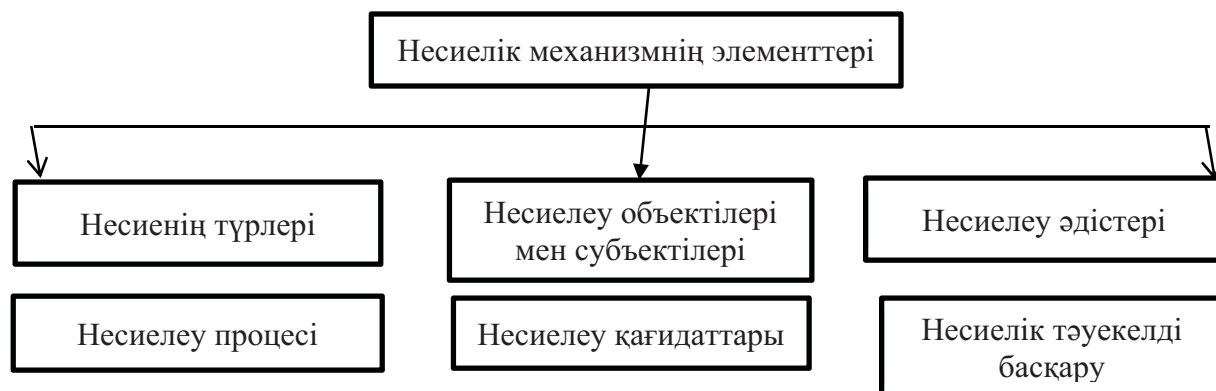 Несиелік механизмнің элементтері
Несиенің түрлері
Несиелеу объектілері
мен субъектілері
Несиелеу әдістері
Несиелеу процесі
Несиелеу қағидаттары
Несиелік тәуекелді
басқару